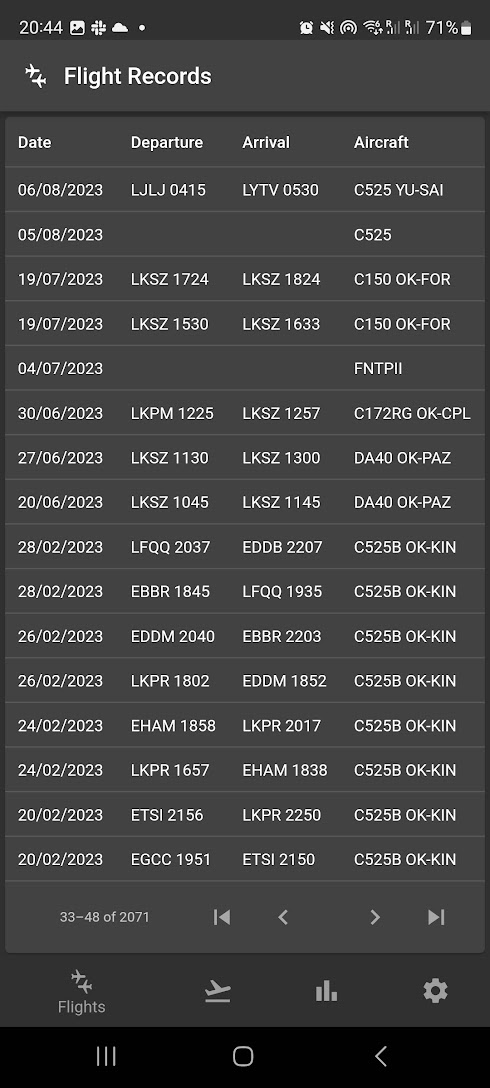 20:44 71%
Flight Records
Date Departure Arrival Aircraft
06/08/2023 LJLJ 0415 LYTV 0530 C525 YU-SAI
05/08/2023 C525
19/07/2023 LKSZ 1724 LKSZ 1824 C150 OK-FOR
19/07/2023 LKSZ 1530 LKSZ 1633 C150 OK-FOR
04/07/2023 FNTPII
30/06/2023 LKPM 1225 LKSZ 1257 C172RG OK-CPL
27/06/2023 LKSZ 1130 LKSZ 1300 DA40 OK-PAZ
20/06/2023 LKSZ 1045 LKSZ 1145 DA40 OK-PAZ
28/02/2023 LFQQ 2037 EDDB 2207 C525B OK-KIN
28/02/2023 EBBR 1845 LFQQ 1935 C525B OK-KIN
26/02/2023 EDDM 2040 EBBR 2203 C525B OK-KIN
26/02/2023 LKPR 1802 EDDM 1852 C525B OK-KIN
24/02/2023 EHAM 1858 LKPR 2017 C525B OK-KIN
24/02/2023 LKPR 1657 EHAM 1838 C525B OK-KIN
20/02/2023 ETSI 2156 LKPR 2250 C525B OK-KIN
20/02/2023 EGCC 1951 ETSI 2150 C525B OK-KIN
33–48 of 2071
Flights